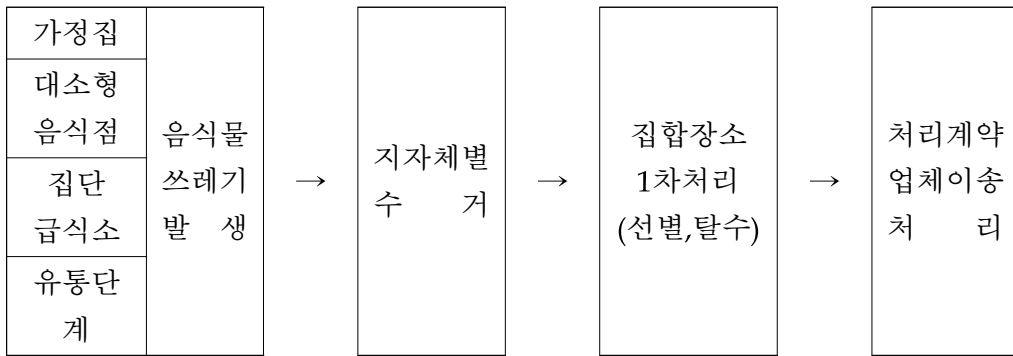 가정집
대소형
음식점
집단
급식소
유통단
계
음식물
쓰레기
발 생
→
지자체별
수 거
→
집합장소
1차처리
(선별,탈수)
→
처리계약
업체이송
처 리